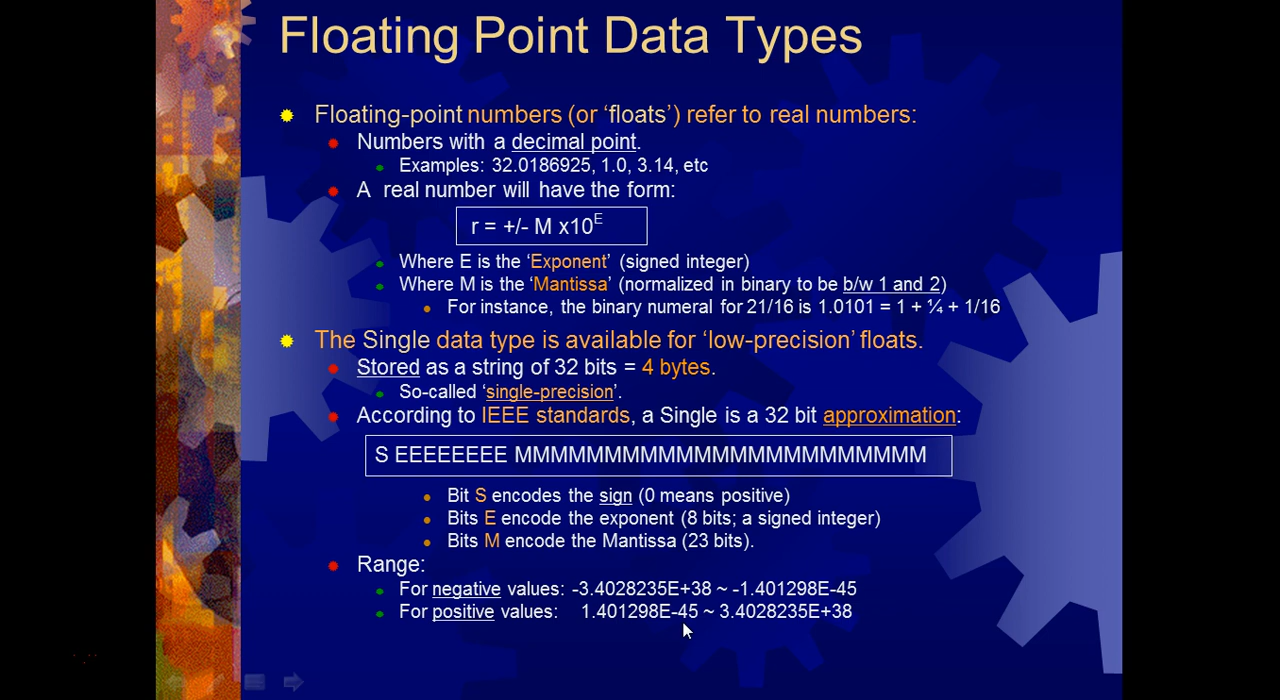 Floating Point Data Types
Floating-point numbers (or ‘floats’) refer to real numbers:
Numbers with a decimal point.
Examples: 32.0186925, 1.0, 3.14, etc
A real number will have the form:
r = +/- M x10E
Where E is the ‘Exponent’ (signed integer)
Where M is the ‘Mantissa’ (normalized in binary to be b/w 1 and 2)
For instance, the binary numeral for 21/16 is 1.0101 = 1 + ¼ + 1/16
The Single data type is available for ‘low-precision’ floats.
Stored as a string of 32 bits = 4 bytes.
So-called ‘single-precision’.
According to IEEE standards, a Single is a 32 bit approximation:
S EEEEEEEE MMMMMMMMMMMMMMMMMMMMMMM
Bit S encodes the sign (0 means positive)
Bits E encode the exponent (8 bits; a signed integer)
Bits M encode the Mantissa (23 bits).
Range:
For negative values: -3.4028235E+38 ~ -1.401298E-45
For positive values: 1.401298E-45 ~ 3.4028235E+38